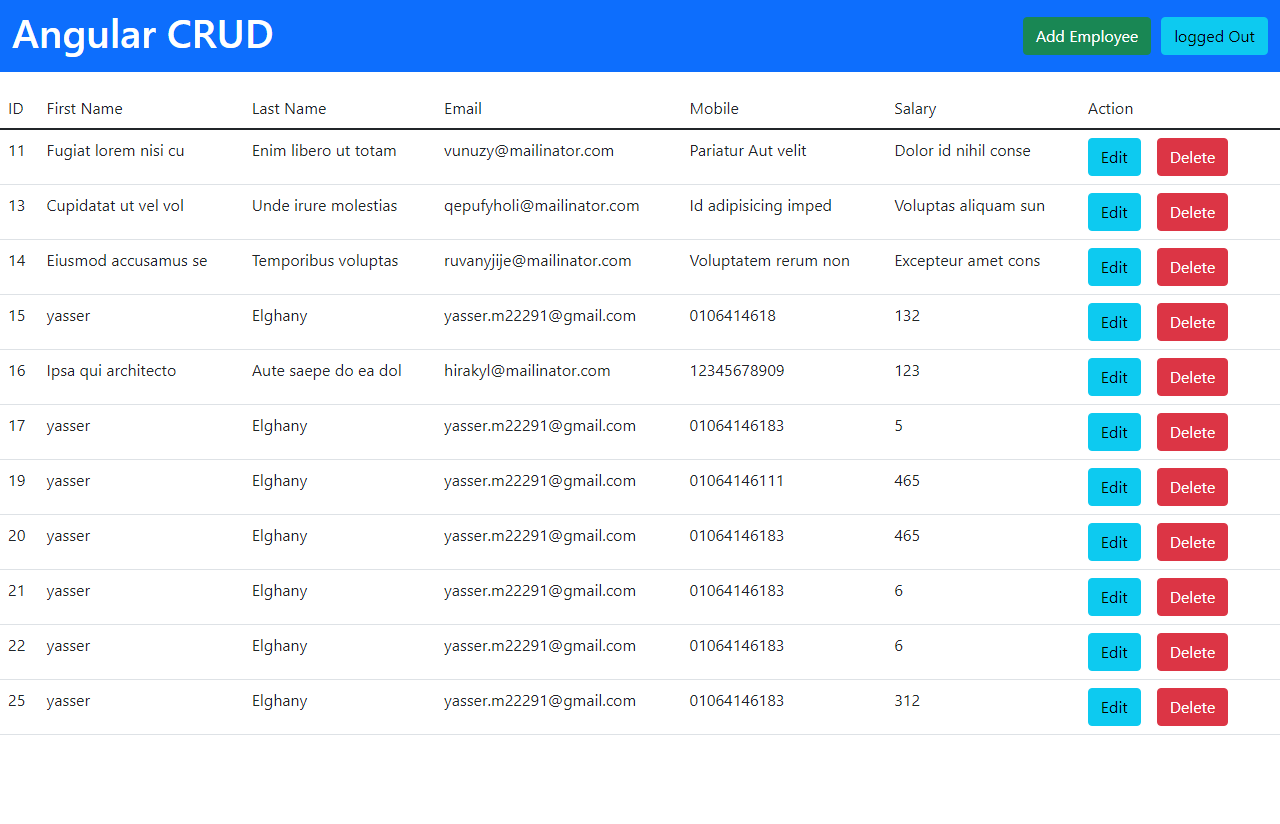 Angular CRUD Add Employee logged Out
ID First Name Last Name Email Mobile Salary Action
11 Fugiat lorem nisi cu Enim libero ut totam vunuzy@mailinator.com Pariatur Aut velit Dolor id nihil conse Edit Delete
13 Cupidatat ut vel vol Unde irure molestias qepufyholi@mailinator.com Id adipisicing imped Voluptas aliquam sun Edit Delete
14 Eiusmod accusamus se Temporibus voluptas ruvanyjije@mailinator.com Voluptatem rerum non Excepteur amet cons Edit Delete
15 yasser Elghany yasser.m22291@gmail.com 0106414618 132 Edit Delete
16 Ipsa qui architecto Aute saepe do ea dol hirakyl@mailinator.com 12345678909 123 Edit Delete
17 yasser Elghany yasser.m22291@gmail.com 01064146183 5 Edit Delete
19 yasser Elghany yasser.m22291@gmail.com 01064146111 465 Edit Delete
20 yasser Elghany yasser.m22291@gmail.com 01064146183 465 Edit Delete
21 yasser Elghany yasser.m22291@gmail.com 01064146183 6 Edit Delete
22 yasser Elghany yasser.m22291@gmail.com 01064146183 6 Edit Delete
25 yasser Elghany yasser.m22291@gmail.com 01064146183 312 Edit Delete